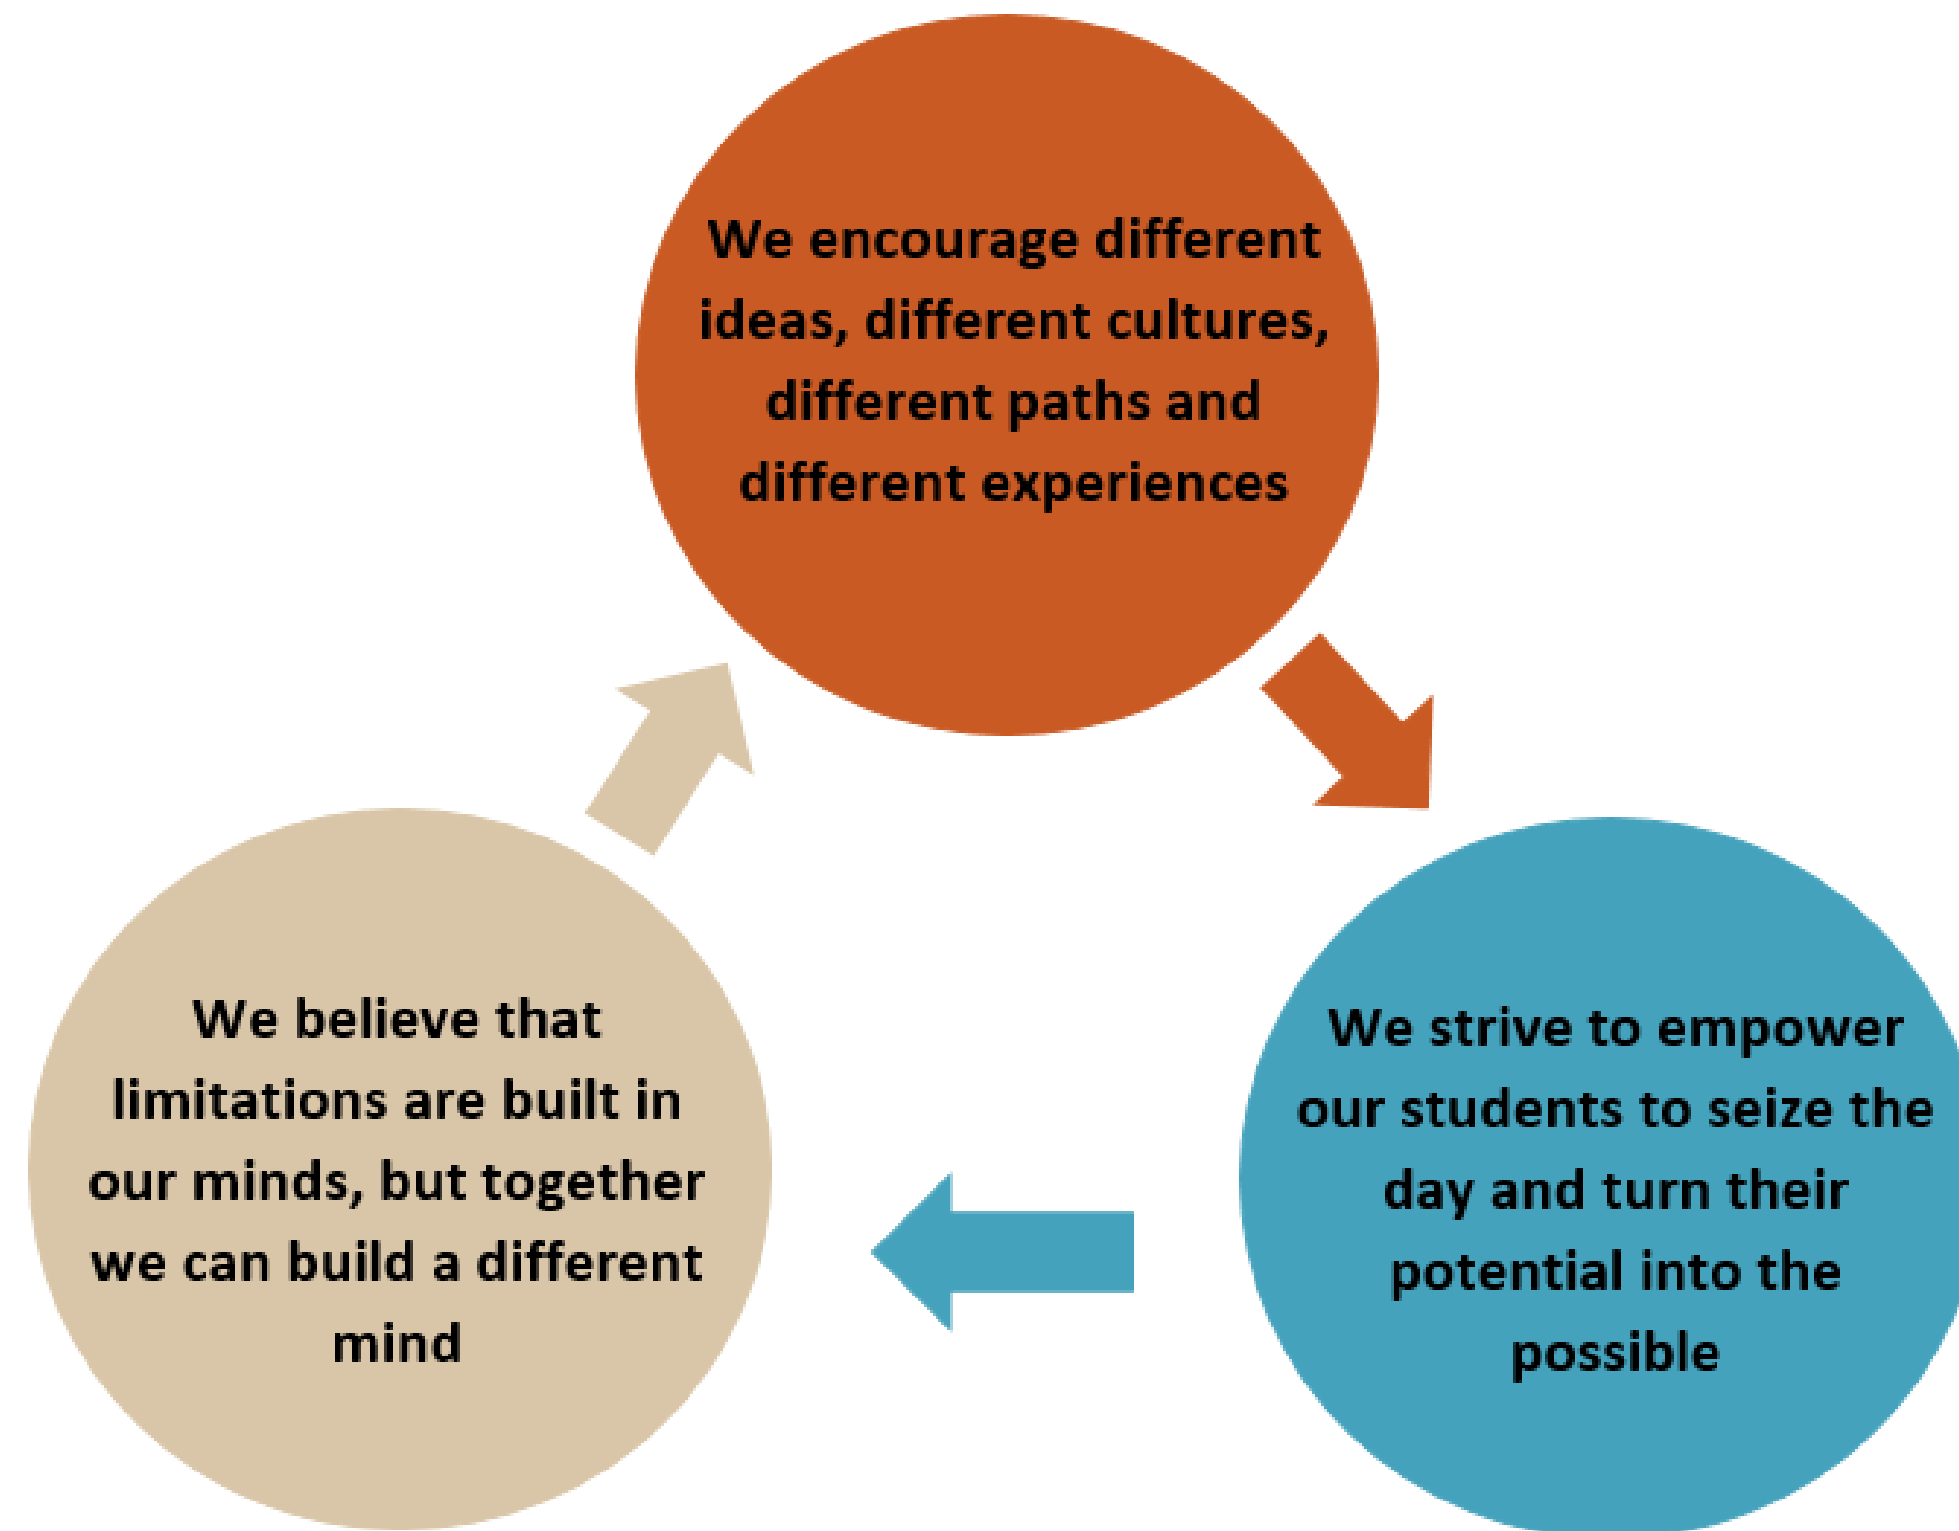 We encourage different
ideas, different cultures,
different paths and
different experiences
We strive to empower
our students to seize the
day and turn their
potential into the
possible
We believe that
limitations are built in
our minds, but together
we can build a different
mind